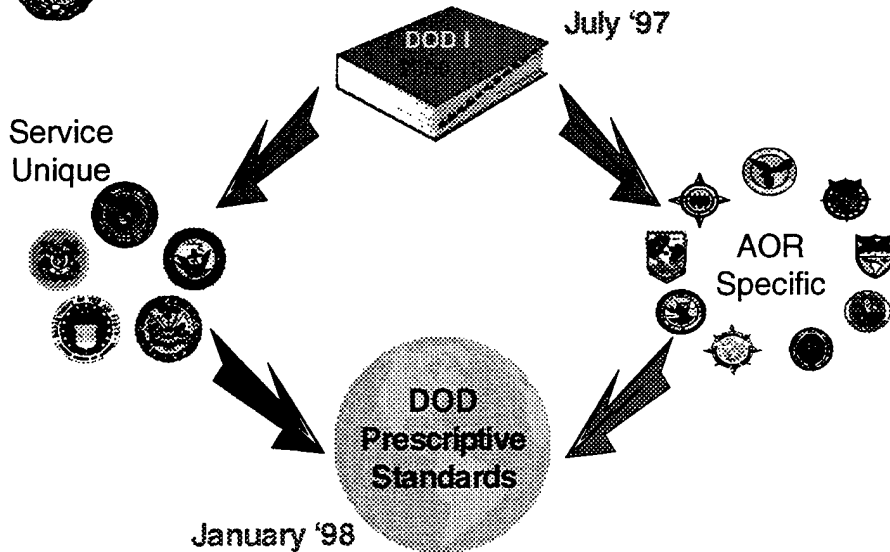 July '97
DOD I
Service
Unique
AOR
Specific
DOD
Prescriptive
Standards
January '98